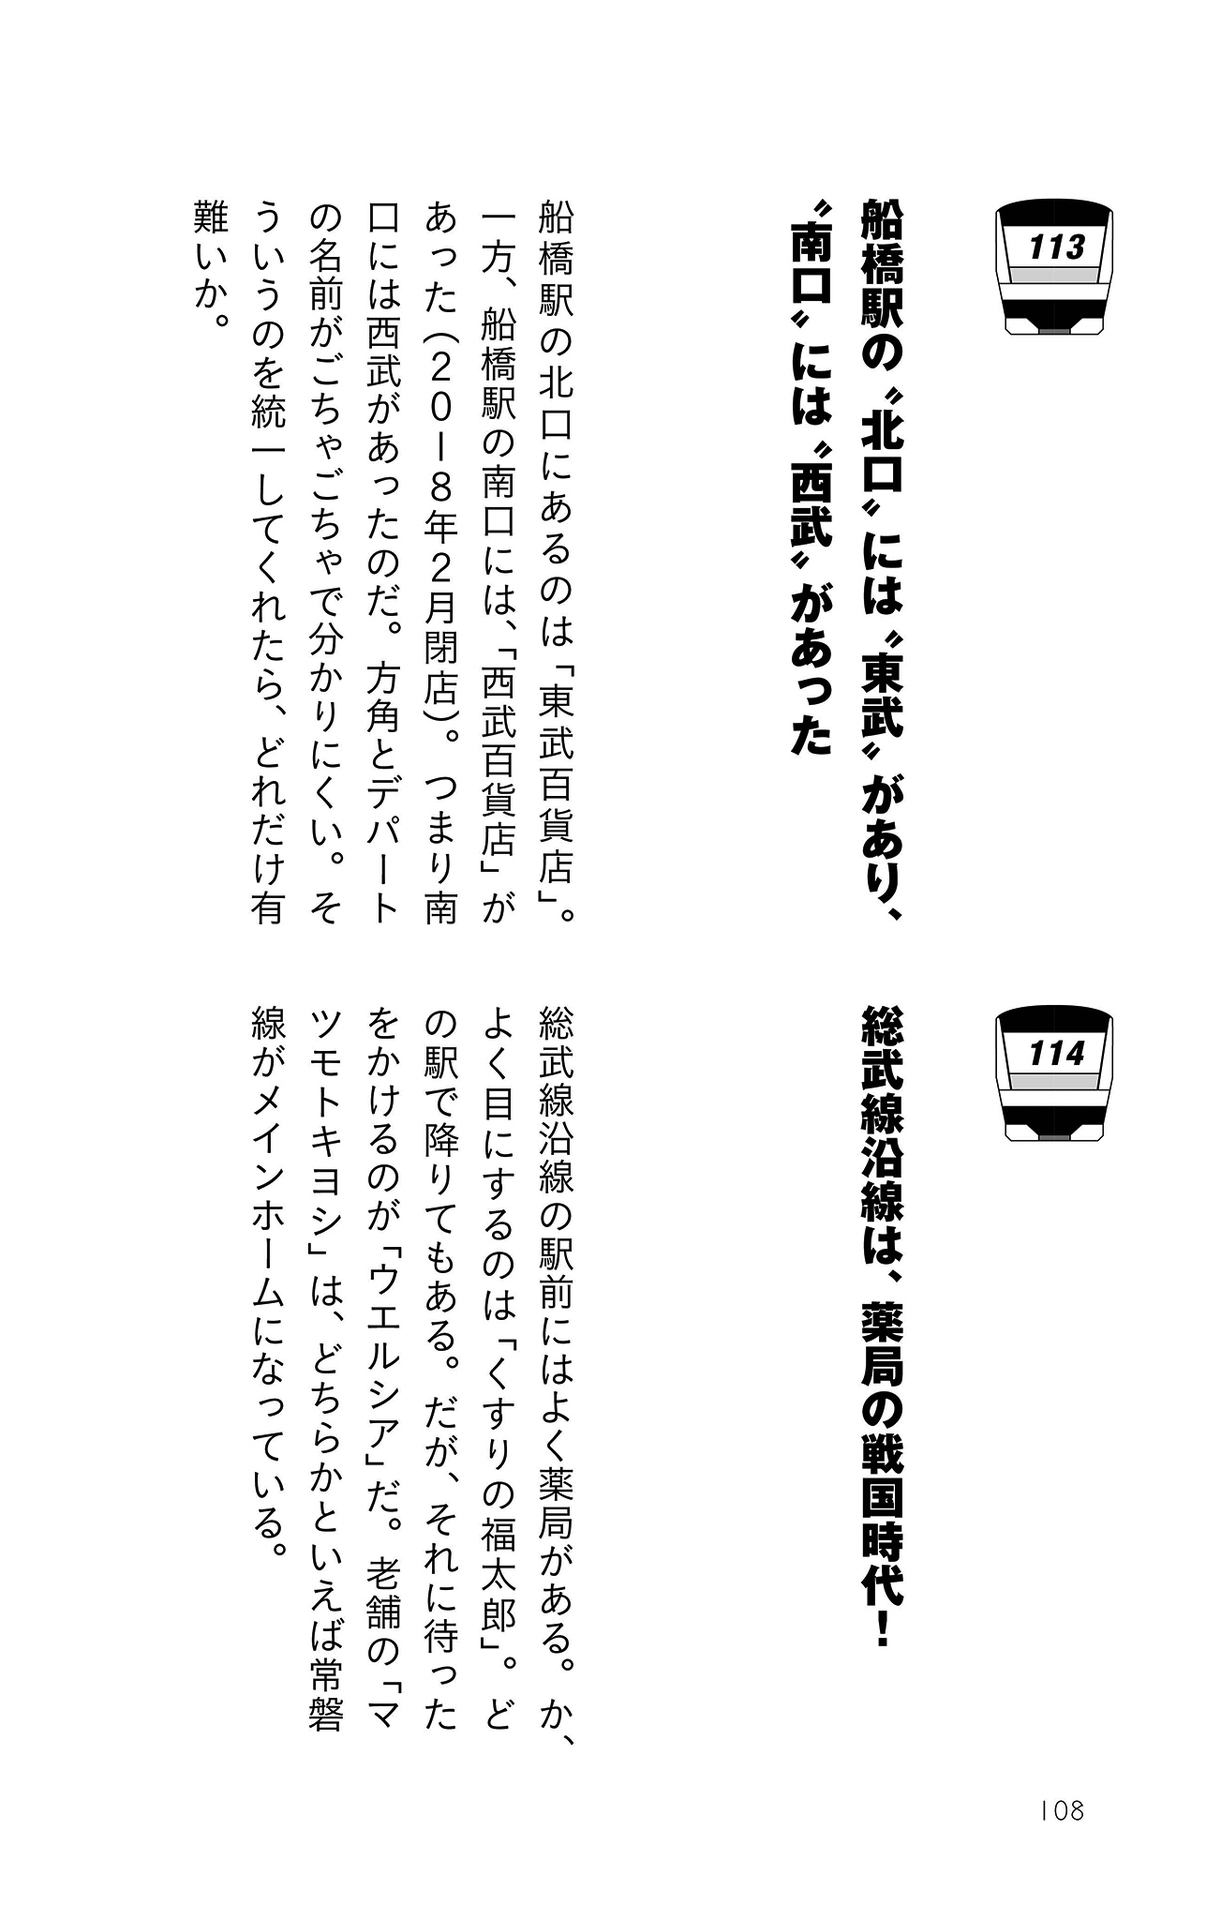 113
船橋駅の〝北口〟には〝東武〟があり、
〝南口〟には〝西武〟があった
船橋駅の北口にあるのは「東武百貨店」。
一方、船橋駅の南口には、「西武百貨店」が
あった（2018年2月閉店）。つまり南
口には西武があったのだ。方角とデパート
の名前がごちゃごちゃで分かりにくい。そ
ういうのを統一してくれたら、どれだけ有
難いか。
114
総武線沿線は、薬局の戦国時代！
総武線沿線の駅前にはよく薬局がある。か、
よく目にするのは「くすりの福太郎」。ど
の駅で降りてもある。だが、それに待った
をかけるのが「ウエルシア」だ。老舗の「マ
ツモトキヨシ」は、どちらかといえば常磐
線がメインホームになっている。
108